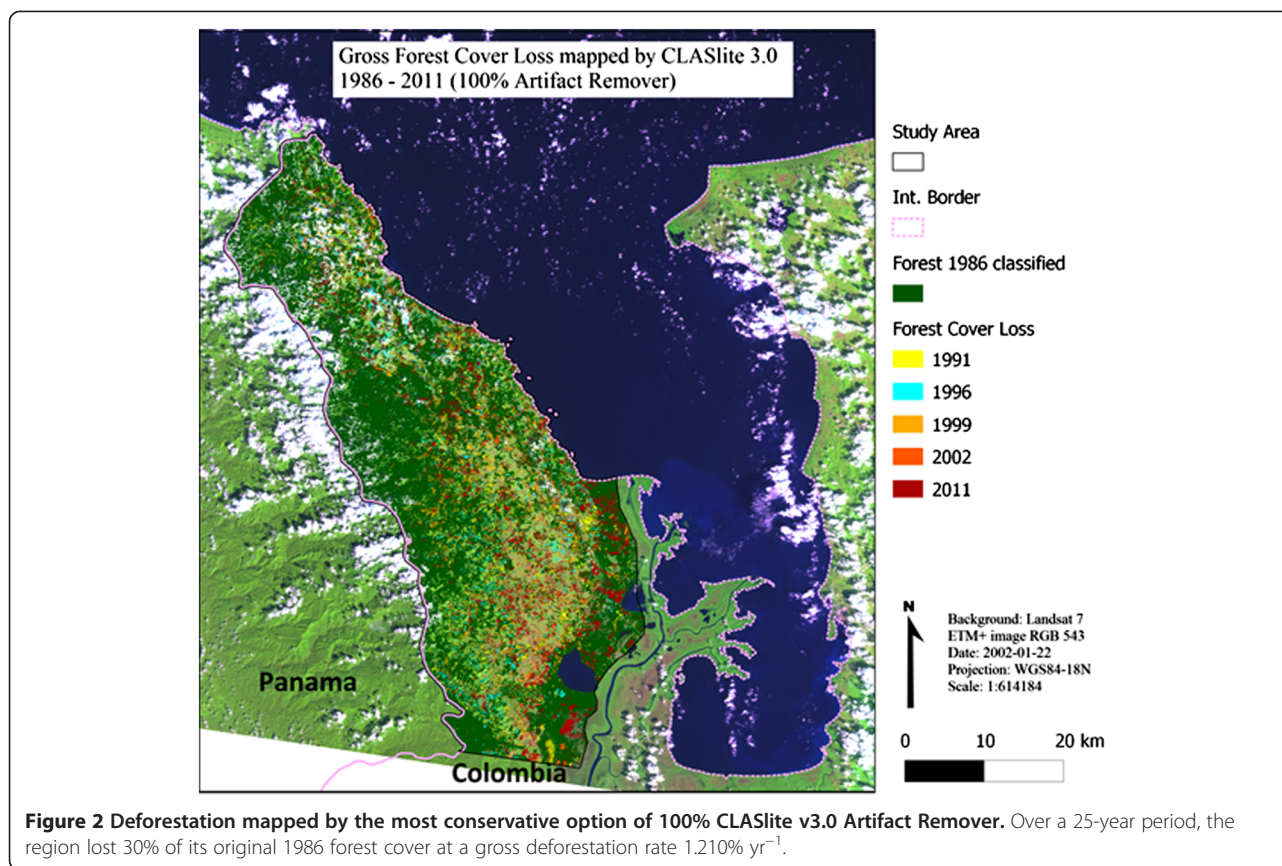 Gross Forest Cover Loss mapped by CLASlite 3.0
1986 - 2011 (100% Artifact Remover)
Study Area
Int. Border
Forest 1986 classified
Forest Cover Loss
1991
1996
1999
2002
2011
N
Background: Landsat 7
ETM+ image RGB 543
Date: 2002-01-22
Projection: WGS84-18N
Scale: 1:614184
0 10 20 km
Panama
Colombia
Figure 2 Deforestation mapped by the most conservative option of 100% CLASlite v3.0 Artifact Remover. Over a 25-year period, the
region lost 30% of its original 1986 forest cover at a gross deforestation rate 1.210% yr⁻¹.